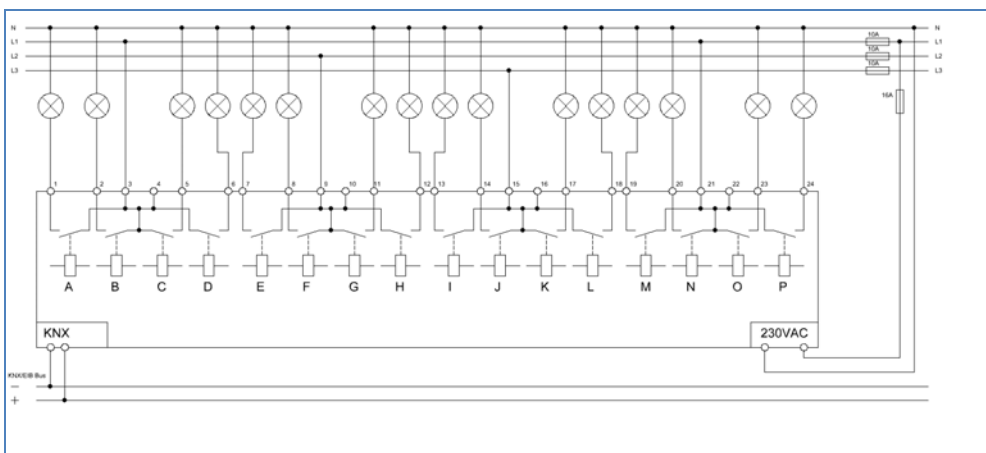 N N
10A
L1 L1
10A
L2 L2
10A
L3 L3
16A
1 2 3 4 5 6 7 8 9 10 11 12 13 14 15 16 17 18 19 20 21 22 23 24
A B C D E F G H I J K L M N O P
KNX 230VAC
KNX/EIB Bus
−
+